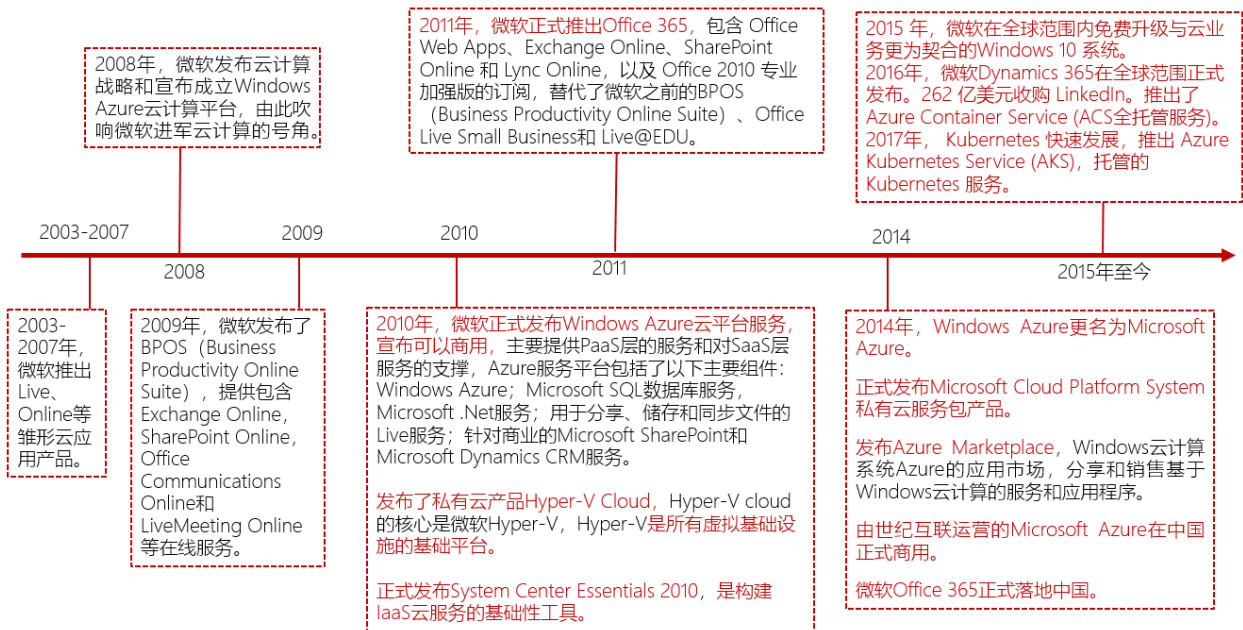 2008年，微软发布云计算
战略和宣布成立Windows
Azure云计算平台，由此吹
响微软进军云计算的号角。
2011年，微软正式推出Office 365，包含 Office
Web Apps、Exchange Online、SharePoint
Online 和 Lync Online，以及 Office 2010 专业
加强版的订阅，替代了微软之前的BPOS
（Business Productivity Online Suite）、Office
Live Small Business和 Live@EDU。
2015 年，微软在全球范围内免费升级与云业
务更为契合的Windows 10 系统。
2016年，微软Dynamics 365在全球范围正式
发布。262 亿美元收购 LinkedIn。推出了
Azure Container Service (ACS全托管服务)。
2017年， Kubernetes 快速发展，推出 Azure
Kubernetes Service (AKS)，托管的
Kubernetes 服务。
2003-2007
2008
2009
2010
2011
2014
2015年至今
2003-
2007年，
微软推出
Live、
Online等
雏形云应
用产品。
2009年，微软发布了
BPOS（Business
Productivity Online
Suite），提供包含
Exchange Online，
SharePoint Online，
Office
Communications
Online和
LiveMeeting Online
等在线服务。
2010年，微软正式发布Windows Azure云平台服务，
宣布可以商用，主要提供PaaS层的服务和对SaaS层
服务的支撑，Azure服务平台包括了以下主要组件：
Windows Azure；Microsoft SQL数据库服务，
Microsoft .Net服务；用于分享、储存和同步文件的
Live服务；针对商业的Microsoft SharePoint和
Microsoft Dynamics CRM服务。
发布了私有云产品Hyper-V Cloud，Hyper-V cloud
的核心是微软Hyper-V，Hyper-V是所有虚拟基础设
施的基础平台。
正式发布System Center Essentials 2010，是构建
IaaS云服务的基础性工具。
2014年，Windows Azure更名为Microsoft
Azure。
正式发布Microsoft Cloud Platform System
私有云服务包产品。
发布Azure Marketplace，Windows云计算
系统Azure的应用市场，分享和销售基于
Windows云计算的服务和应用程序。
由世纪互联运营的Microsoft Azure在中国
正式商用。
微软Office 365正式落地中国。